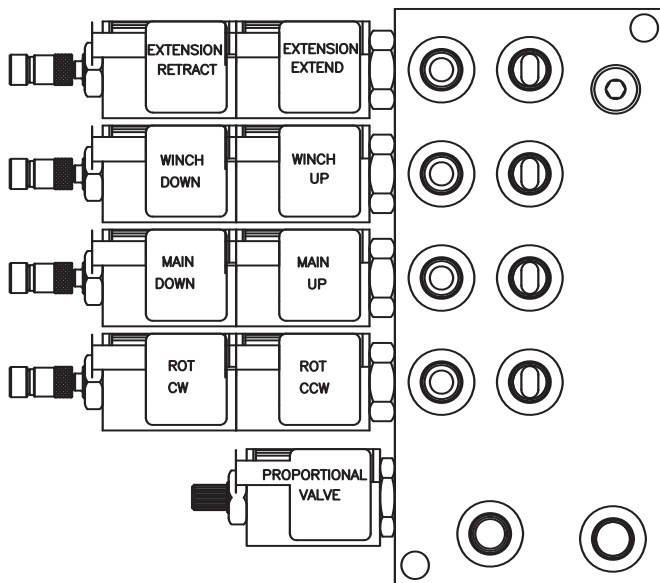 EXTENSION
RETRACT
EXTENSION
EXTEND
WINCH
DOWN
WINCH
UP
MAIN
DOWN
MAIN
UP
ROT
CW
ROT
CCW
PROPORTIONAL
VALVE